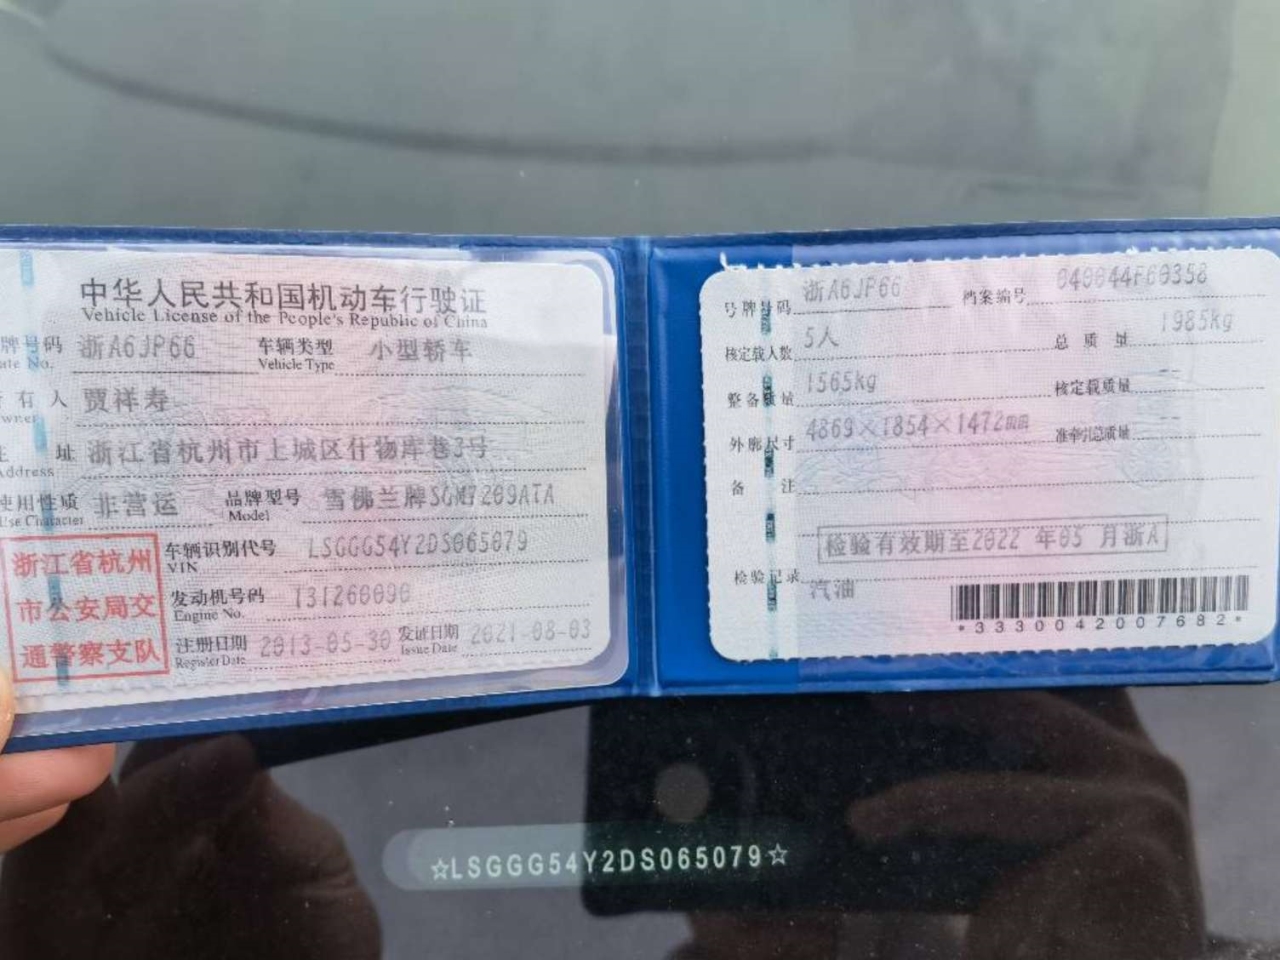 中华人民共和国机动车行驶证
Vehicle License of the People's Republic of China
牌号码 浙A6JP66 车辆类型 小型轿车
ate No. Vehicle Type
有人 贾祥寿
wner
址 浙江省杭州市上城区什物库巷3号
Address
使用性质 非营运 品牌型号 雪佛兰牌SGM7209ATA
Use Character Model
浙江省杭州
市公安局交
通警察支队
车辆识别代号 LSGGG54Y2DS065079
VIN
发动机号码 131260090
Engine No.
注册日期 2013-05-30 发证日期 2021-08-03
Register Date Issue Date
号牌号码 浙A6JP66 档案编号 040044F60358
核定载人数 5人 总质量 1985kg
整备质量 1565kg 核定载质量 --
外廓尺寸 4869×1854×1472mm 准牵引总质量 --
备注
检验有效期至2022年05月浙A
检验记录
汽油
*3330042007682*
☆LSGGG54Y2DS065079☆